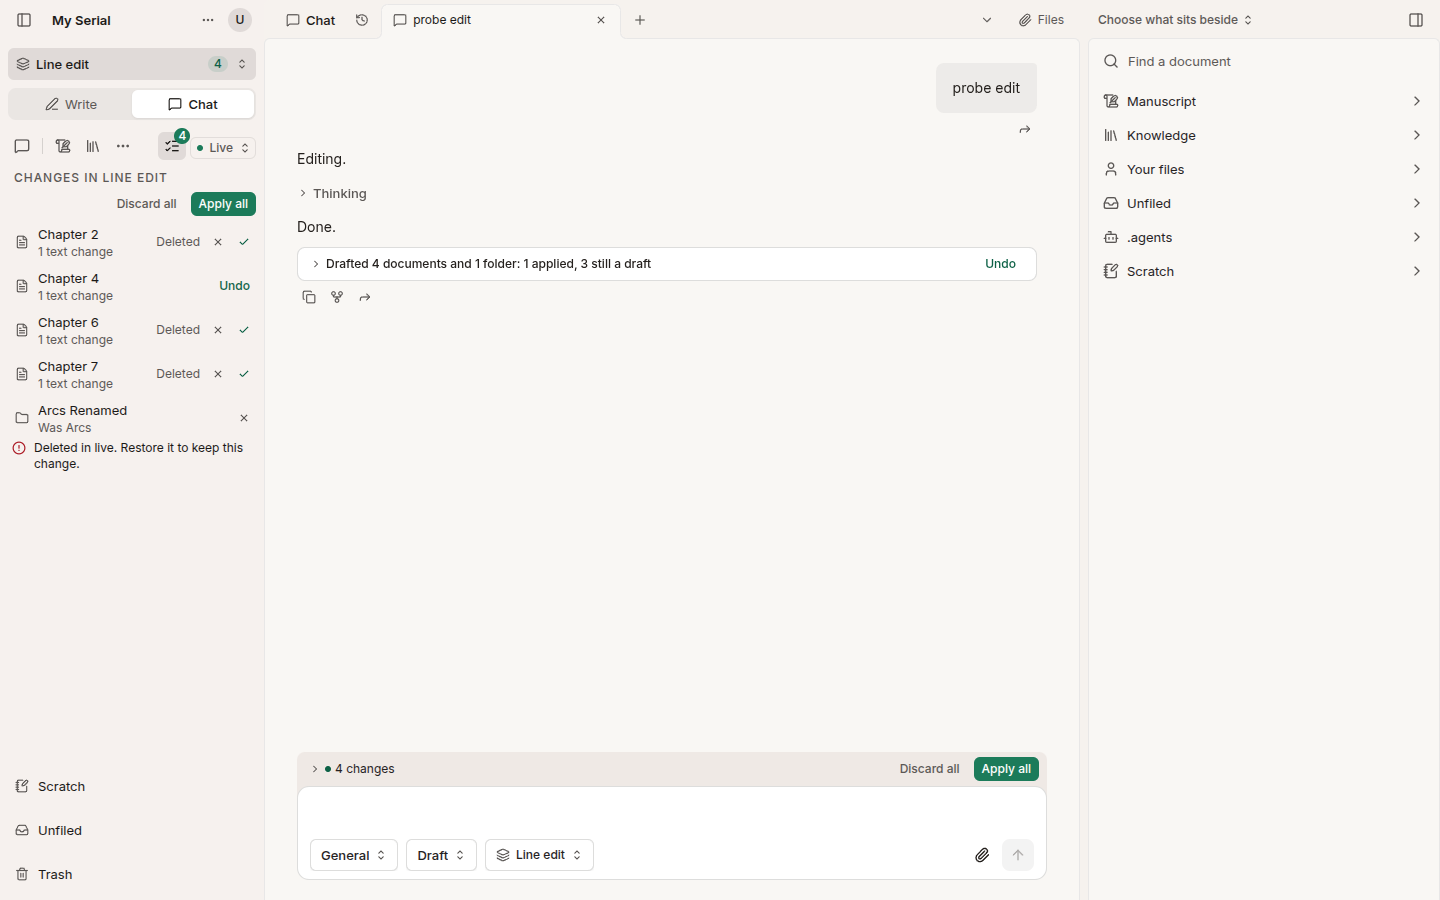 My Serial
U
Chat
probe edit
Files
Choose what sits beside
Line edit
4
Write
Chat
4
Live
CHANGES IN LINE EDIT
Discard all
Apply all
Chapter 2
1 text change
Deleted
Chapter 4
1 text change
Undo
Chapter 6
1 text change
Deleted
Chapter 7
1 text change
Deleted
Arcs Renamed
Was Arcs
Deleted in live. Restore it to keep this
change.
Scratch
Unfiled
Trash
probe edit
Editing.
Thinking
Done.
Drafted 4 documents and 1 folder: 1 applied, 3 still a draft
Undo
4 changes
Discard all
Apply all
General
Draft
Line edit
Find a document
Manuscript
Knowledge
Your files
Unfiled
.agents
Scratch